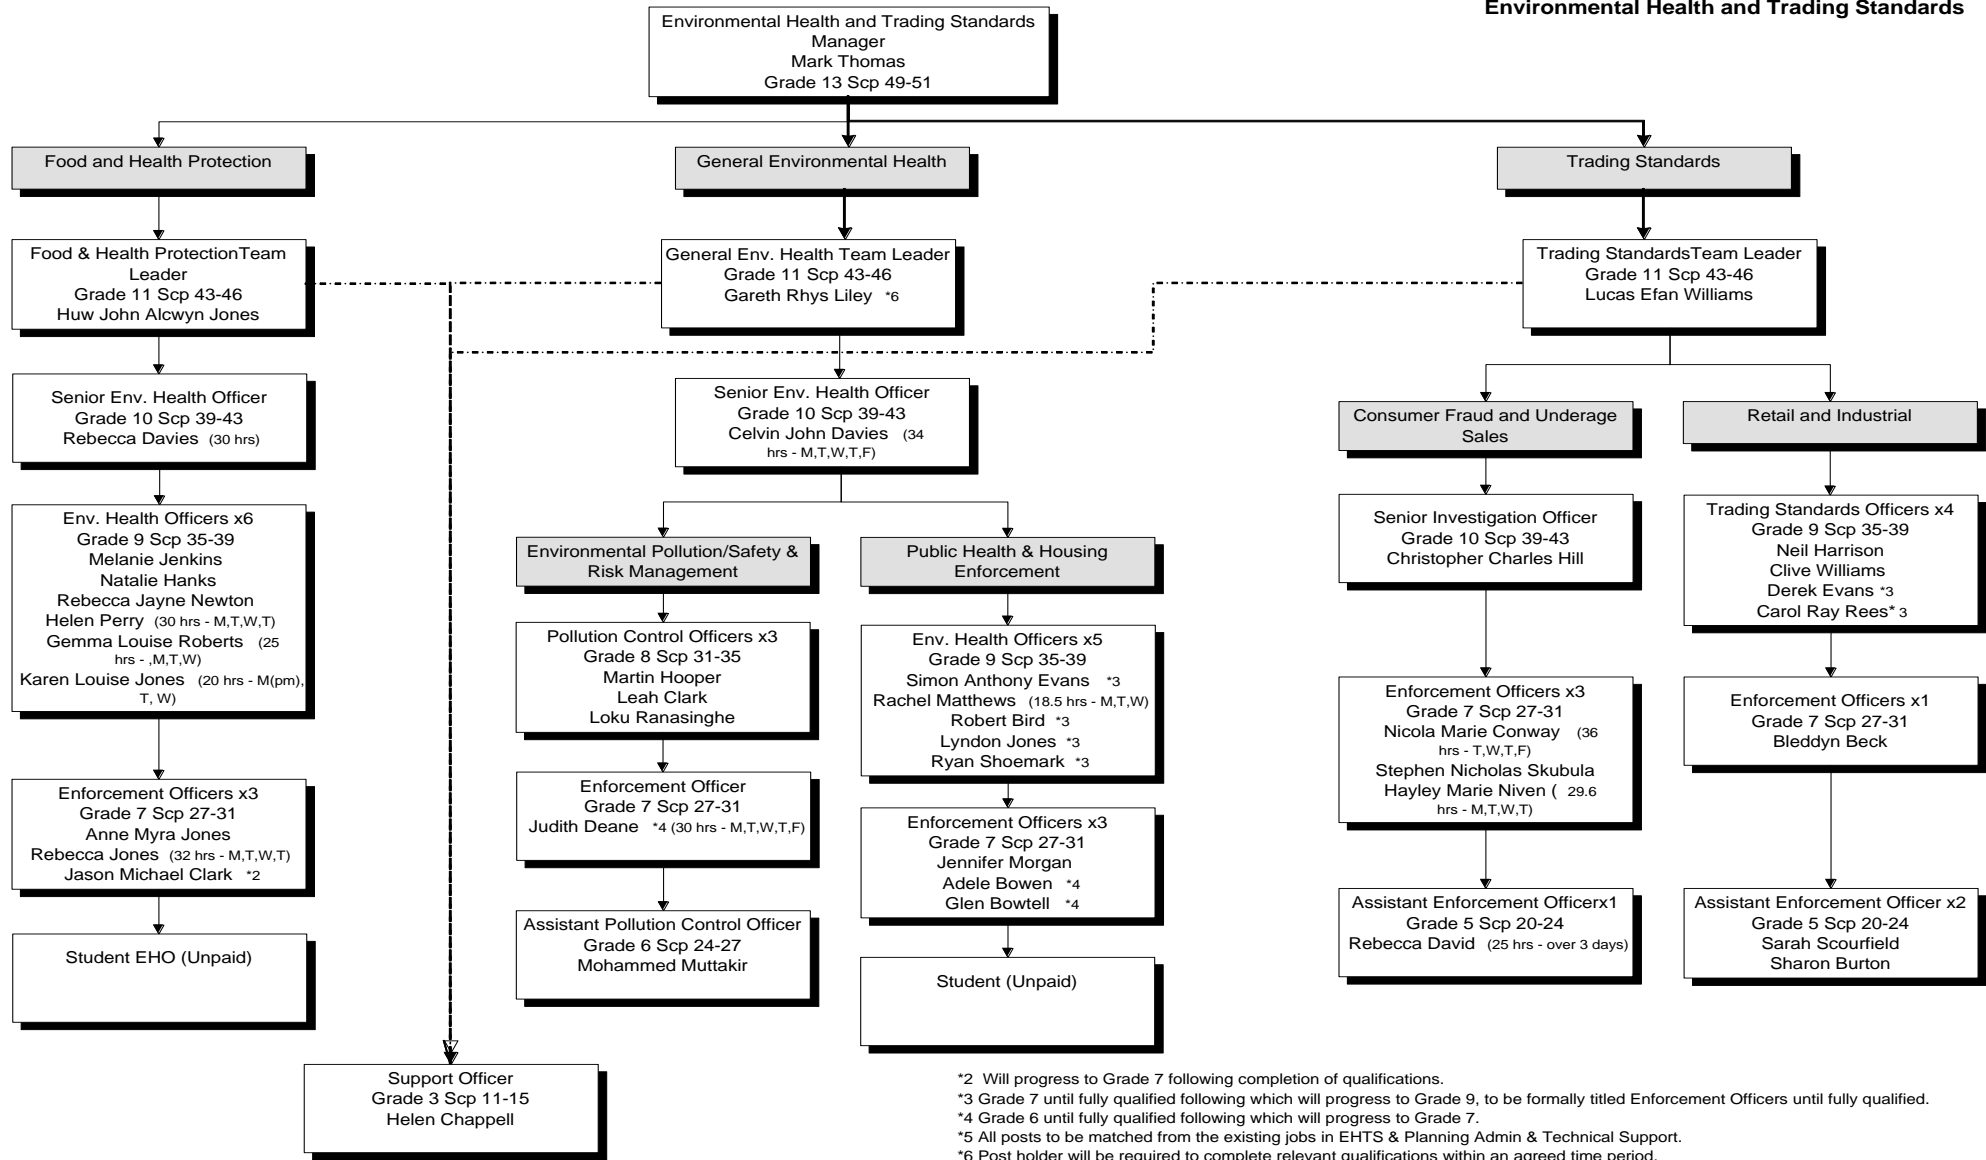 Environmental Health and Trading Standards
Environmental Health and Trading Standards
Manager
Mark Thomas
Grade 13 Scp 49-51
Food and Health Protection
General Environmental Health
Trading Standards
Food & Health ProtectionTeam
Leader
Grade 11 Scp 43-46
Huw John Alcwyn Jones
General Env. Health Team Leader
Grade 11 Scp 43-46
Gareth Rhys Liley *6
Trading StandardsTeam Leader
Grade 11 Scp 43-46
Lucas Efan Williams
Senior Env. Health Officer
Grade 10 Scp 39-43
Rebecca Davies (30 hrs)
Senior Env. Health Officer
Grade 10 Scp 39-43
Celvin John Davies (34
hrs - M,T,W,T,F)
Consumer Fraud and Underage
Sales
Retail and Industrial
Env. Health Officers x6
Grade 9 Scp 35-39
Melanie Jenkins
Natalie Hanks
Rebecca Jayne Newton
Helen Perry (30 hrs - M,T,W,T)
Gemma Louise Roberts (25
hrs - ,M,T,W)
Karen Louise Jones (20 hrs - M(pm),
T, W)
Environmental Pollution/Safety &
Risk Management
Public Health & Housing
Enforcement
Senior Investigation Officer
Grade 10 Scp 39-43
Christopher Charles Hill
Trading Standards Officers x4
Grade 9 Scp 35-39
Neil Harrison
Clive Williams
Derek Evans *3
Carol Ray Rees* 3
Pollution Control Officers x3
Grade 8 Scp 31-35
Martin Hooper
Leah Clark
Loku Ranasinghe
Env. Health Officers x5
Grade 9 Scp 35-39
Simon Anthony Evans *3
Rachel Matthews (18.5 hrs - M,T,W)
Robert Bird *3
Lyndon Jones *3
Ryan Shoemark *3
Enforcement Officers x3
Grade 7 Scp 27-31
Nicola Marie Conway (36
hrs - T,W,T,F)
Stephen Nicholas Skubula
Hayley Marie Niven ( 29.6
hrs - M,T,W,T)
Enforcement Officers x1
Grade 7 Scp 27-31
Bleddyn Beck
Enforcement Officers x3
Grade 7 Scp 27-31
Anne Myra Jones
Rebecca Jones (32 hrs - M,T,W,T)
Jason Michael Clark *2
Enforcement Officer
Grade 7 Scp 27-31
Judith Deane *4 (30 hrs - M,T,W,T,F)
Enforcement Officers x3
Grade 7 Scp 27-31
Jennifer Morgan
Adele Bowen *4
Glen Bowtell *4
Assistant Enforcement Officerx1
Grade 5 Scp 20-24
Rebecca David (25 hrs - over 3 days)
Assistant Enforcement Officer x2
Grade 5 Scp 20-24
Sarah Scourfield
Sharon Burton
Student EHO (Unpaid)
Assistant Pollution Control Officer
Grade 6 Scp 24-27
Mohammed Muttakir
Student (Unpaid)
Support Officer
Grade 3 Scp 11-15
Helen Chappell
*2 Will progress to Grade 7 following completion of qualifications.
*3 Grade 7 until fully qualified following which will progress to Grade 9, to be formally titled Enforcement Officers until fully qualified.
*4 Grade 6 until fully qualified following which will progress to Grade 7.
*5 All posts to be matched from the existing jobs in EHTS & Planning Admin & Technical Support.
*6 Post holder will be required to complete relevant qualifications within an agreed time period.